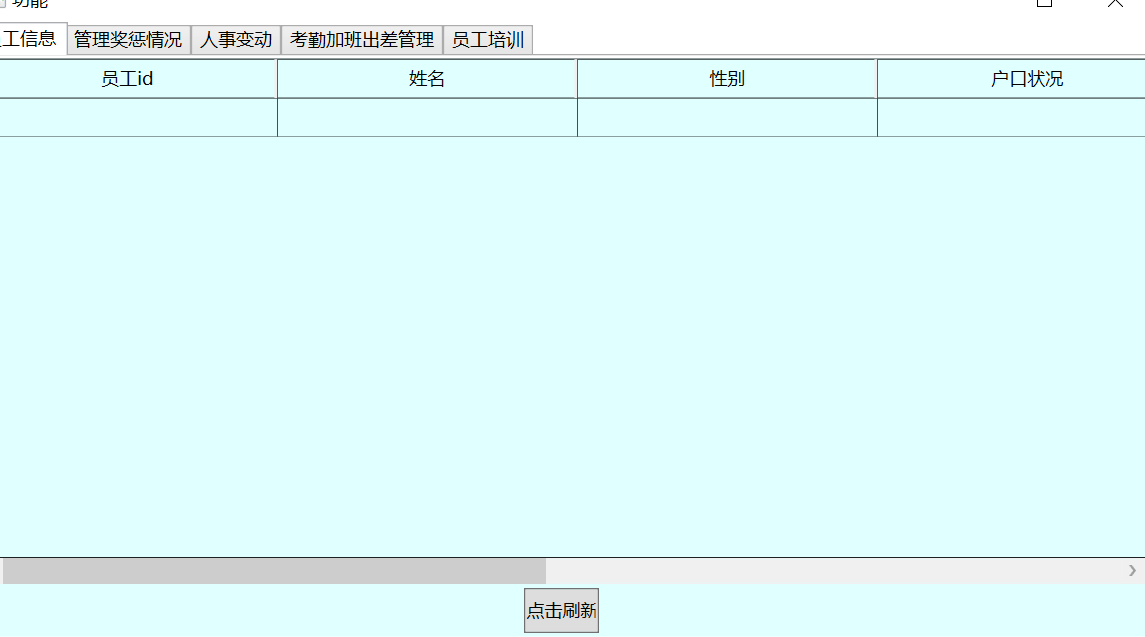 功能
工信息 管理奖惩情况 人事变动 考勤加班出差管理 员工培训
员工id 姓名 性别 户口状况
点击刷新